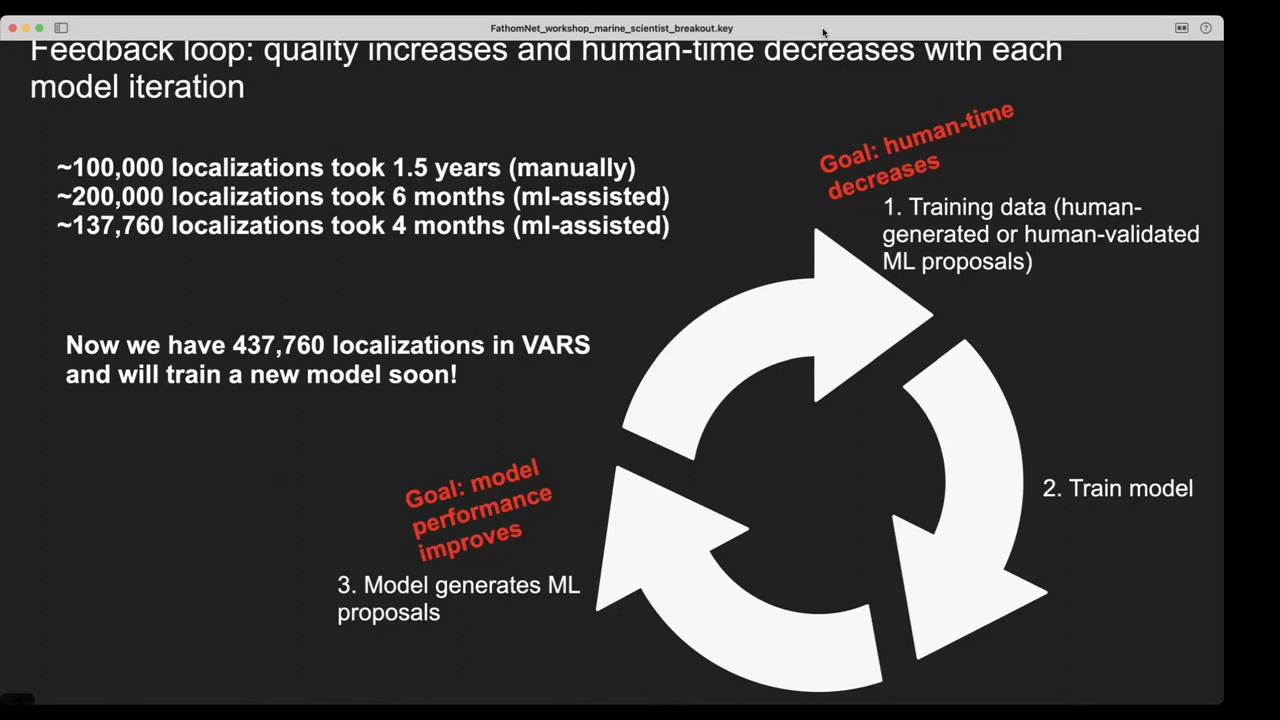 FathomNet_workshop_marine_scientist_breakout.key
Feedback loop: quality increases and human-time decreases with each
model iteration
~100,000 localizations took 1.5 years (manually)
~200,000 localizations took 6 months (ml-assisted)
~137,760 localizations took 4 months (ml-assisted)
Goal: human-time
decreases
1. Training data (human-
generated or human-validated
ML proposals)
Now we have 437,760 localizations in VARS
and will train a new model soon!
2. Train model
Goal: model
performance
improves
3. Model generates ML
proposals